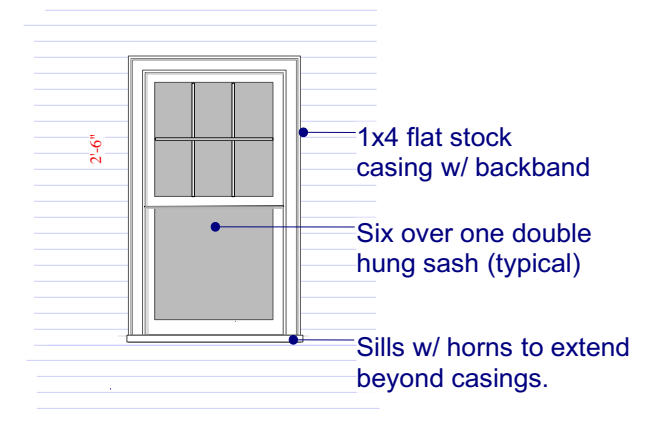 2'-6"
1x4 flat stock
casing w/ backband
Six over one double
hung sash (typical)
Sills w/ horns to extend
beyond casings.